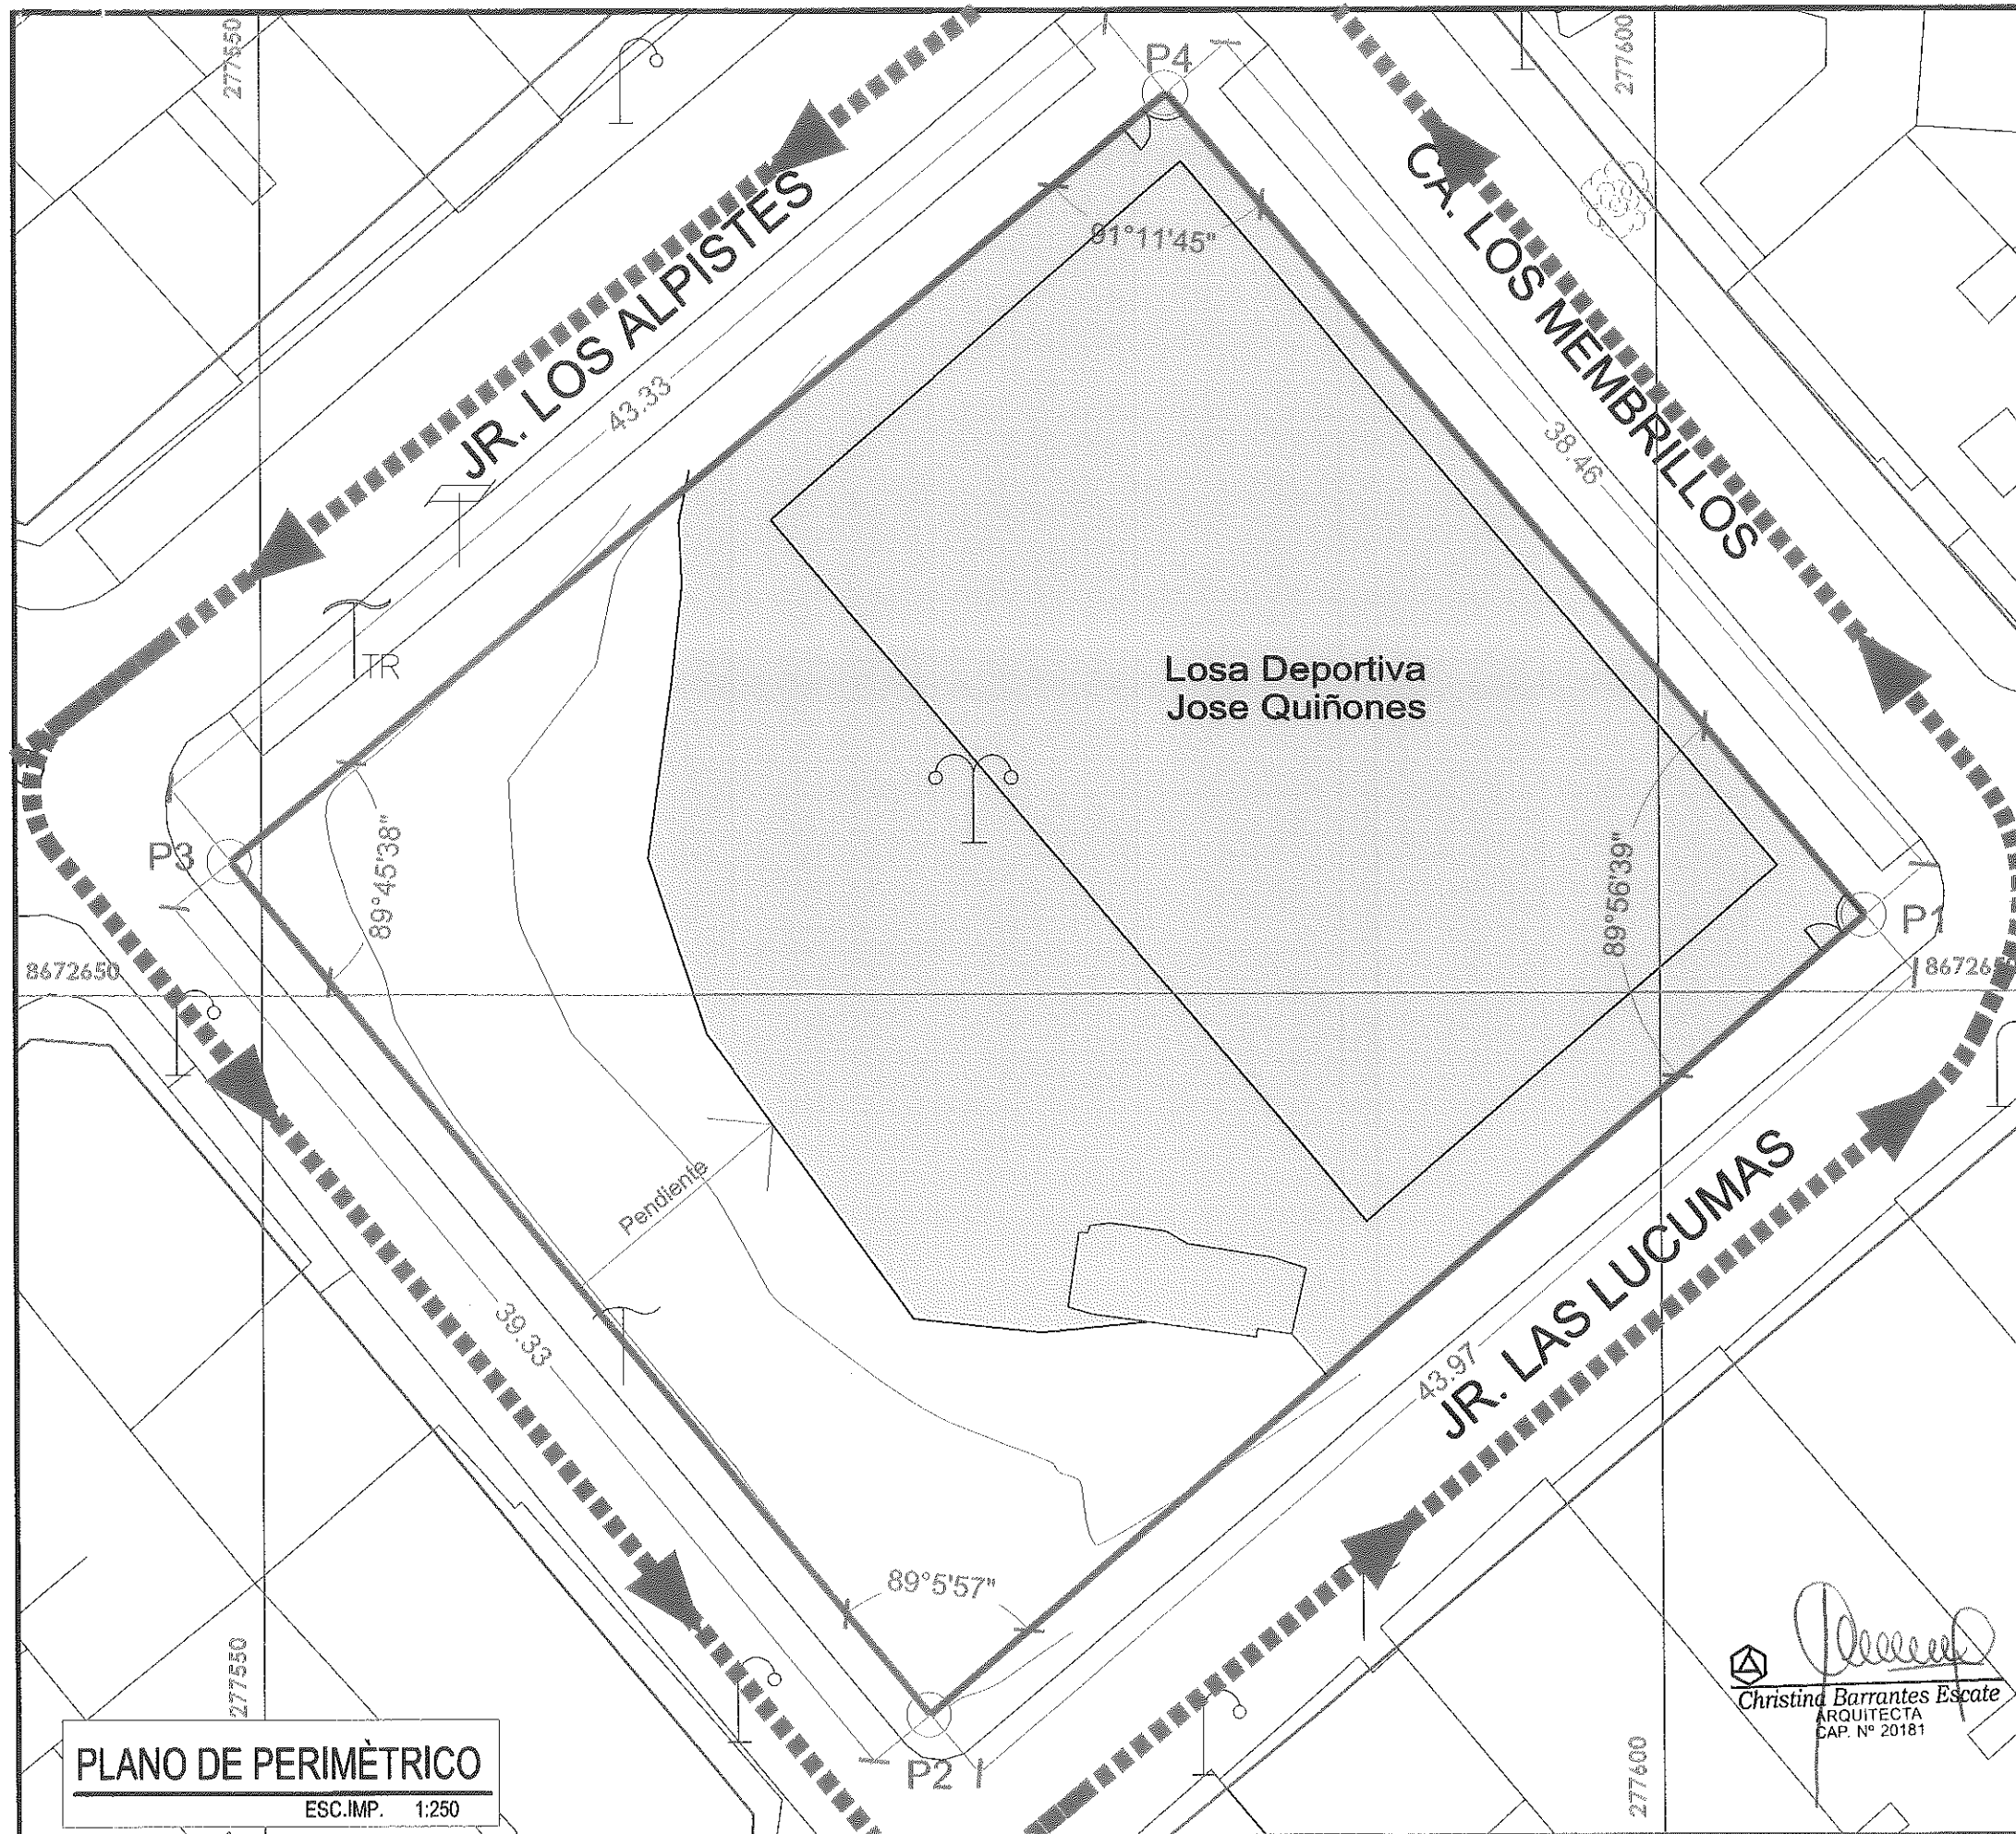 277550
277600
P4
91°11'45"
JR. LOS ALPISTES
CA. LOS MEMBRILLOS
43.33
38.46
TR
Losa Deportiva
Jose Quiñones
P3
89°45'38"
89°56'39"
P1
8672650
86726
Pendiente
JR. LAS LUCUMAS
39.33
43.97
89°5'57"
277550
277600
P2
PLANO DE PERIMÈTRICO
ESC.IMP. 1:250
Christina Barrantes Escate
ARQUITECTA
CAP. Nº 20181